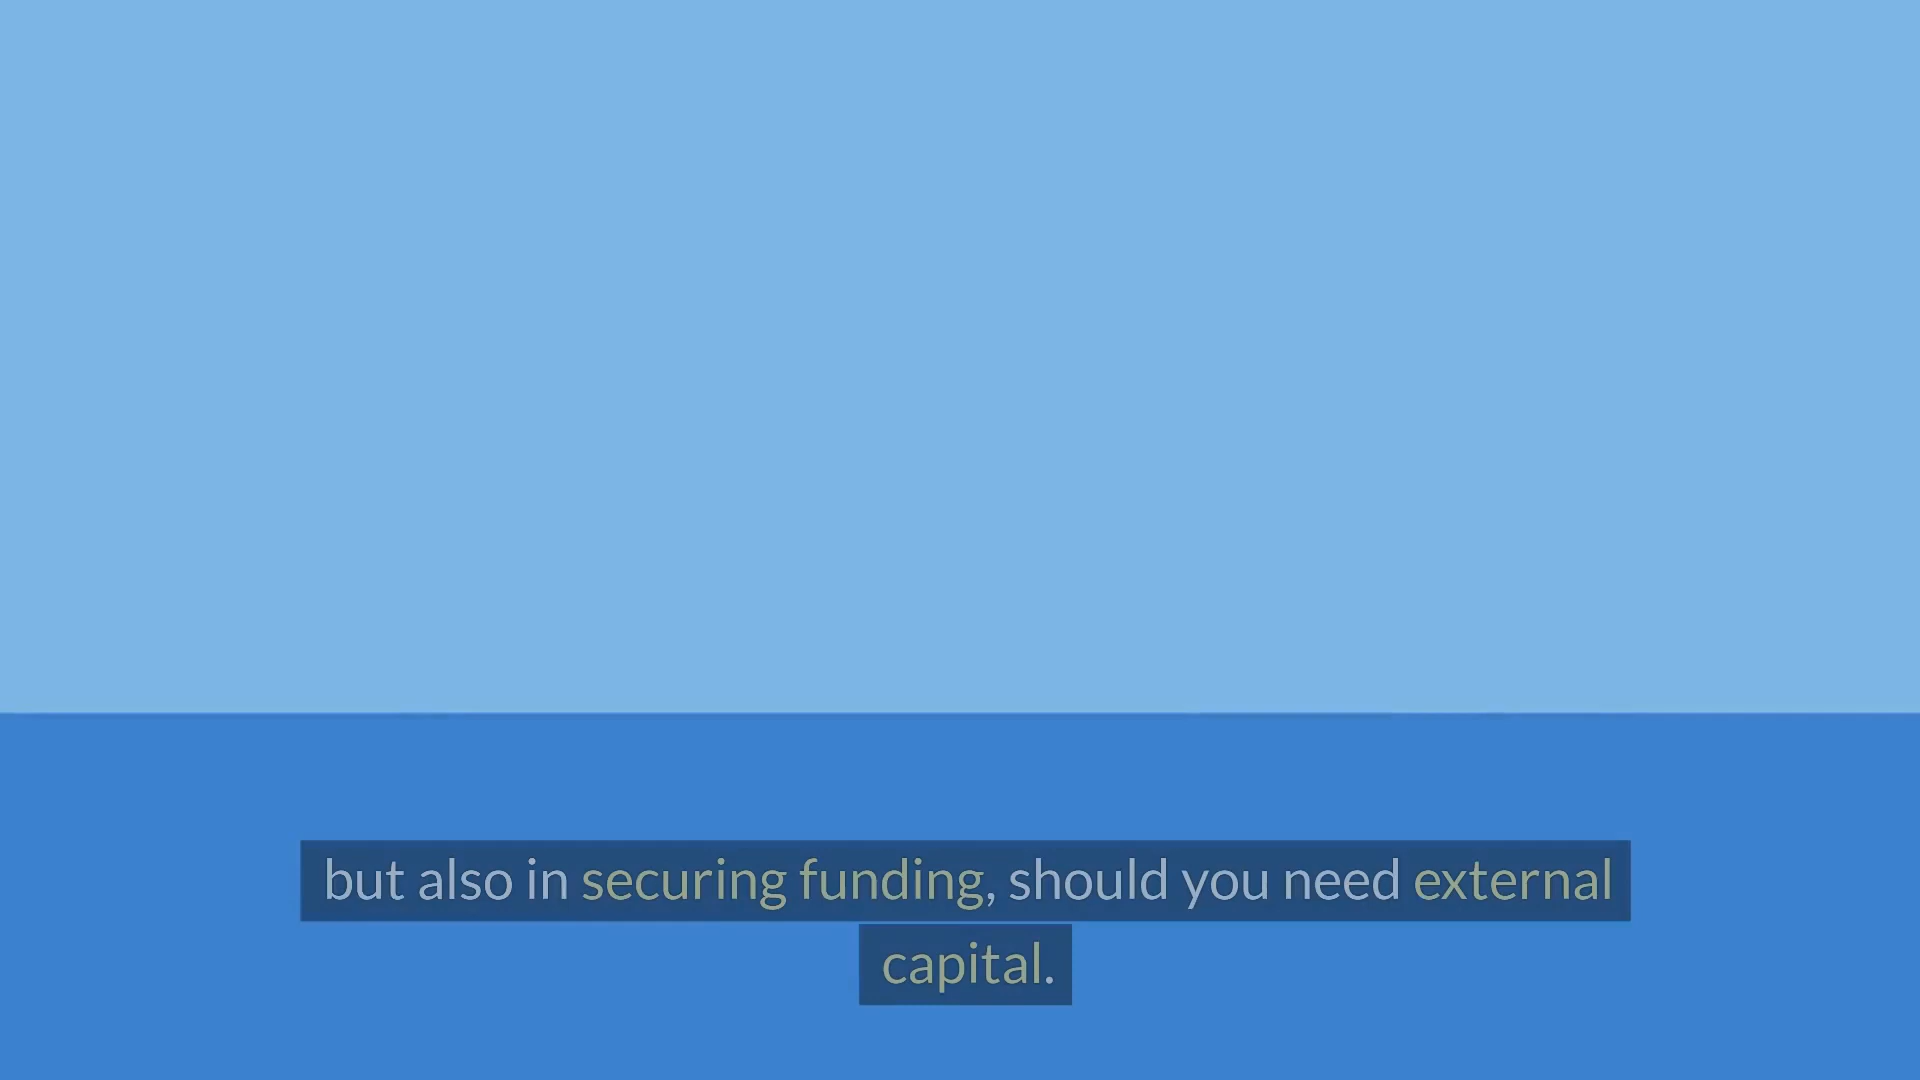 but also in securing funding, should you need external
capital.